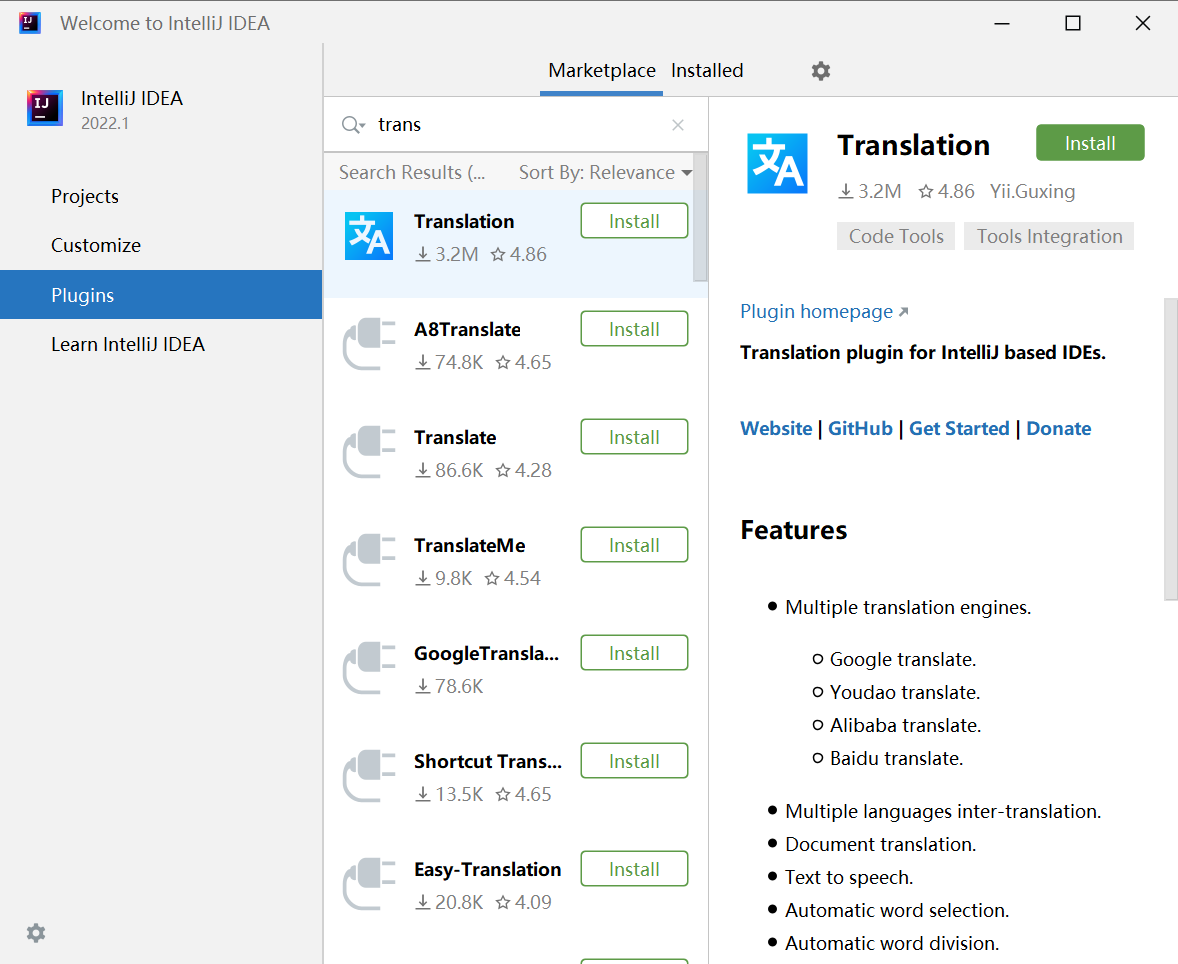 Welcome to IntelliJ IDEA
IntelliJ IDEA
2022.1
Projects
Customize
Plugins
Learn IntelliJ IDEA
Marketplace Installed
trans
Search Results (... Sort By: Relevance
Translation Install
3.2M 4.86
A8Translate Install
74.8K 4.65
Translate Install
86.6K 4.28
TranslateMe Install
9.8K 4.54
GoogleTransla... Install
78.6K
Shortcut Trans... Install
13.5K 4.65
Easy-Translation Install
20.8K 4.09
Translation Install
3.2M 4.86 Yii.Guxing
Code Tools Tools Integration
Plugin homepage
Translation plugin for IntelliJ based IDEs.
Website | GitHub | Get Started | Donate
Features
Multiple translation engines.
Google translate.
Youdao translate.
Alibaba translate.
Baidu translate.
Multiple languages inter-translation.
Document translation.
Text to speech.
Automatic word selection.
Automatic word division.